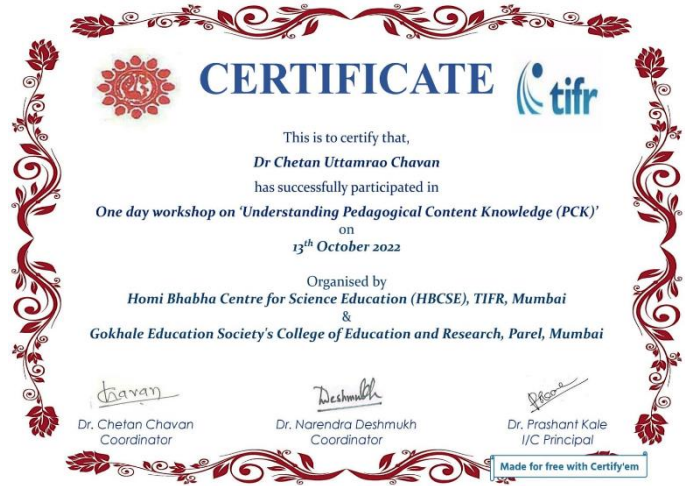 CERTIFICATE
tifr
This is to certify that,
Dr Chetan Uttamrao Chavan
has successfully participated in
One day workshop on ‘Understanding Pedagogical Content Knowledge (PCK)’
on
13th October 2022
Organised by
Homi Bhabha Centre for Science Education (HBCSE), TIFR, Mumbai
&
Gokhale Education Society's College of Education and Research, Parel, Mumbai
Chavan
Deshmukh
Dr. Chetan Chavan
Dr. Narendra Deshmukh
Dr. Prashant Kale
Coordinator
Coordinator
I/C Principal
Made for free with Certify'em